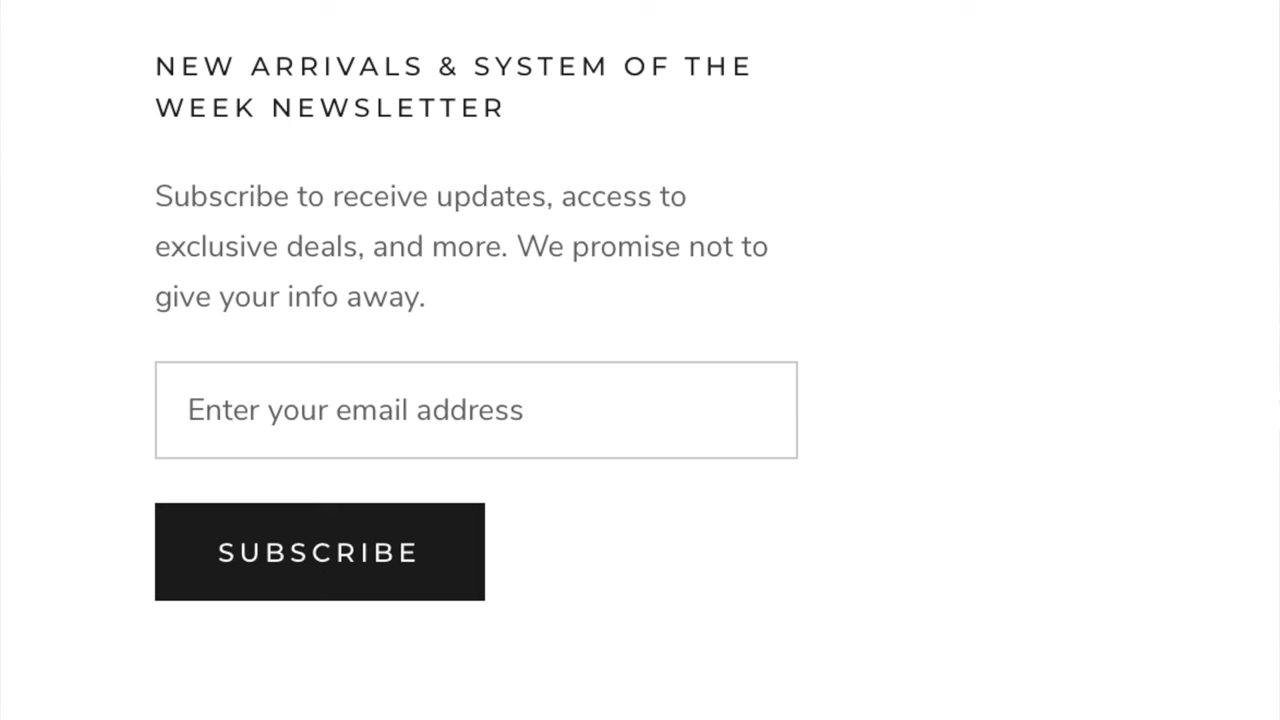 NEW ARRIVALS & SYSTEM OF THE
WEEK NEWSLETTER
Subscribe to receive updates, access to
exclusive deals, and more. We promise not to
give your info away.
Enter your email address
SUBSCRIBE